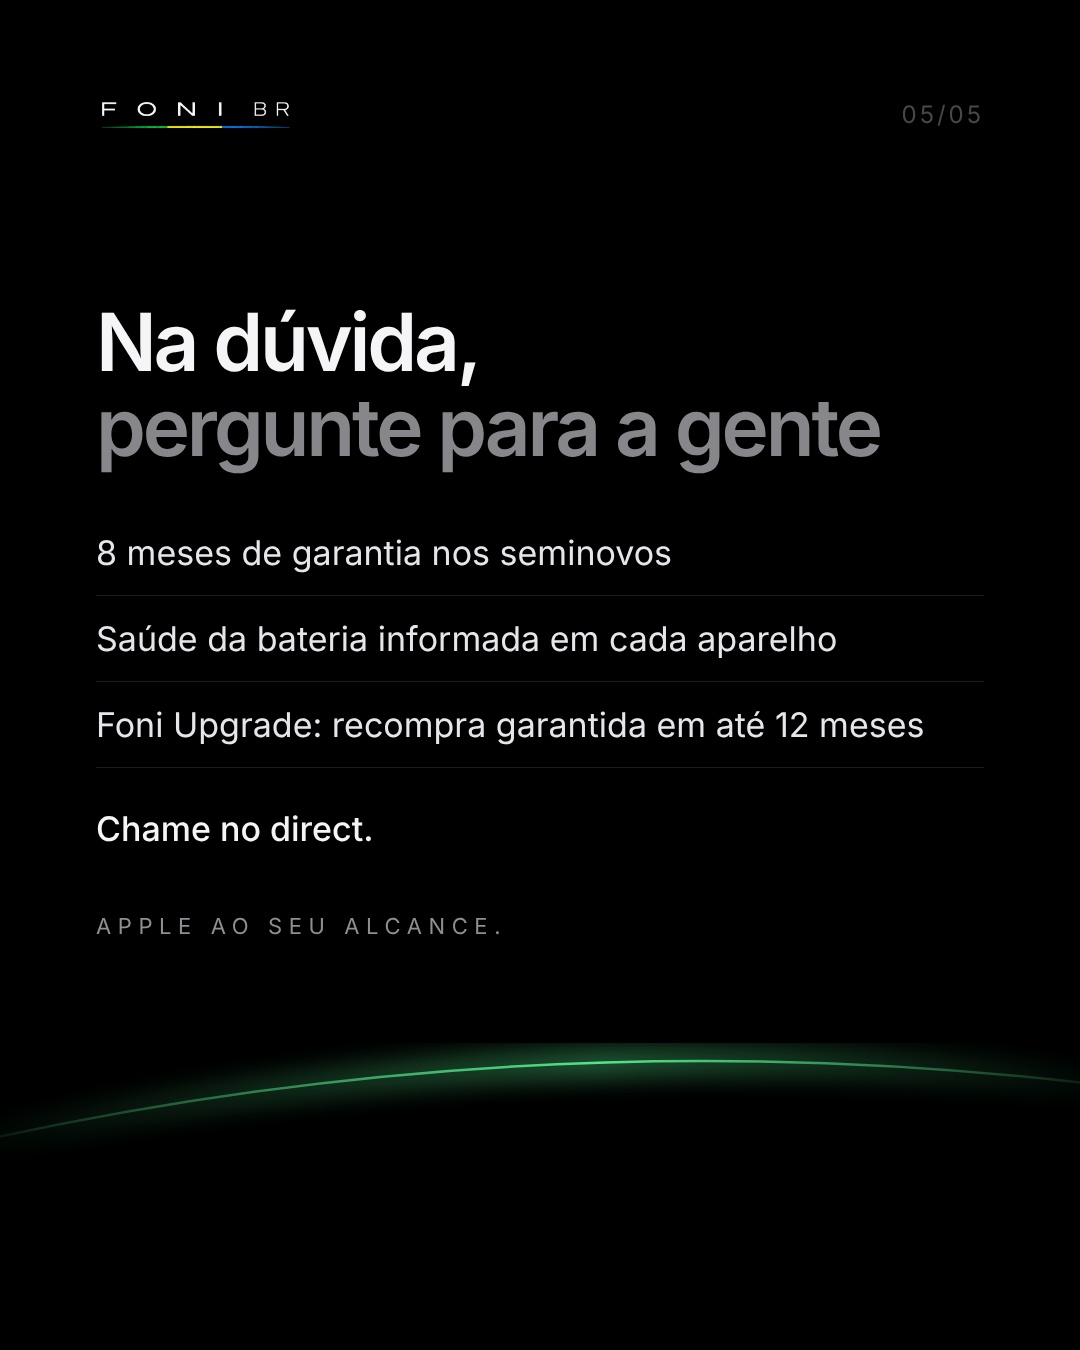 FONI BR
05/05
Na dúvida,
pergunte para a gente
8 meses de garantia nos seminovos
Saúde da bateria informada em cada aparelho
Foni Upgrade: recompra garantida em até 12 meses
Chame no direct.
APPLE AO SEU ALCANCE.